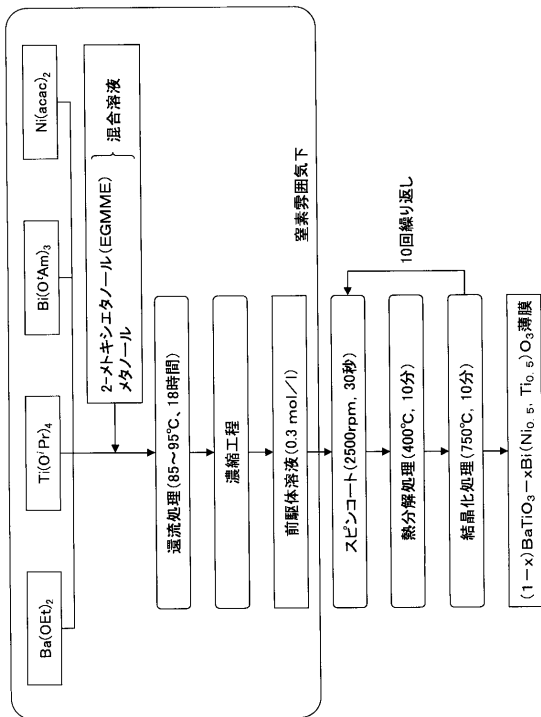 Ba(OEt)2
Ti(OⁱPr)4
Bi(OᵗAm)3
Ni(acac)2
2-メトキシエタノール(EGMME)
メタノール
混合溶液
還流処理(85～95℃、18時間)
濃縮工程
前駆体溶液(0.3 mol/l)
窒素雰囲気下
スピンコート(2500rpm, 30秒)
熱分解処理(400℃, 10分)
結晶化処理(750℃, 10分)
10回繰り返し
(1-x)BaTiO3-xBi(Ni0.5, Ti0.5)O3薄膜